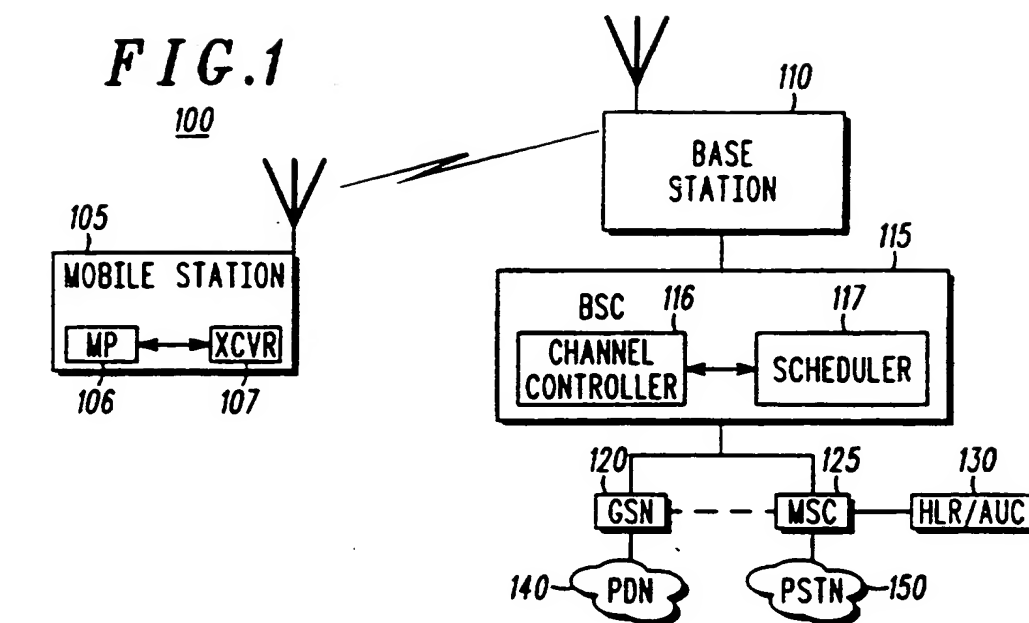 FIG.1
100
110
BASE
STATION
105
MOBILE STATION
MP
XCVR
106
107
115
BSC
116
117
CHANNEL
CONTROLLER
SCHEDULER
120
125
130
GSN
MSC
HLR/AUC
140
PDN
PSTN
150